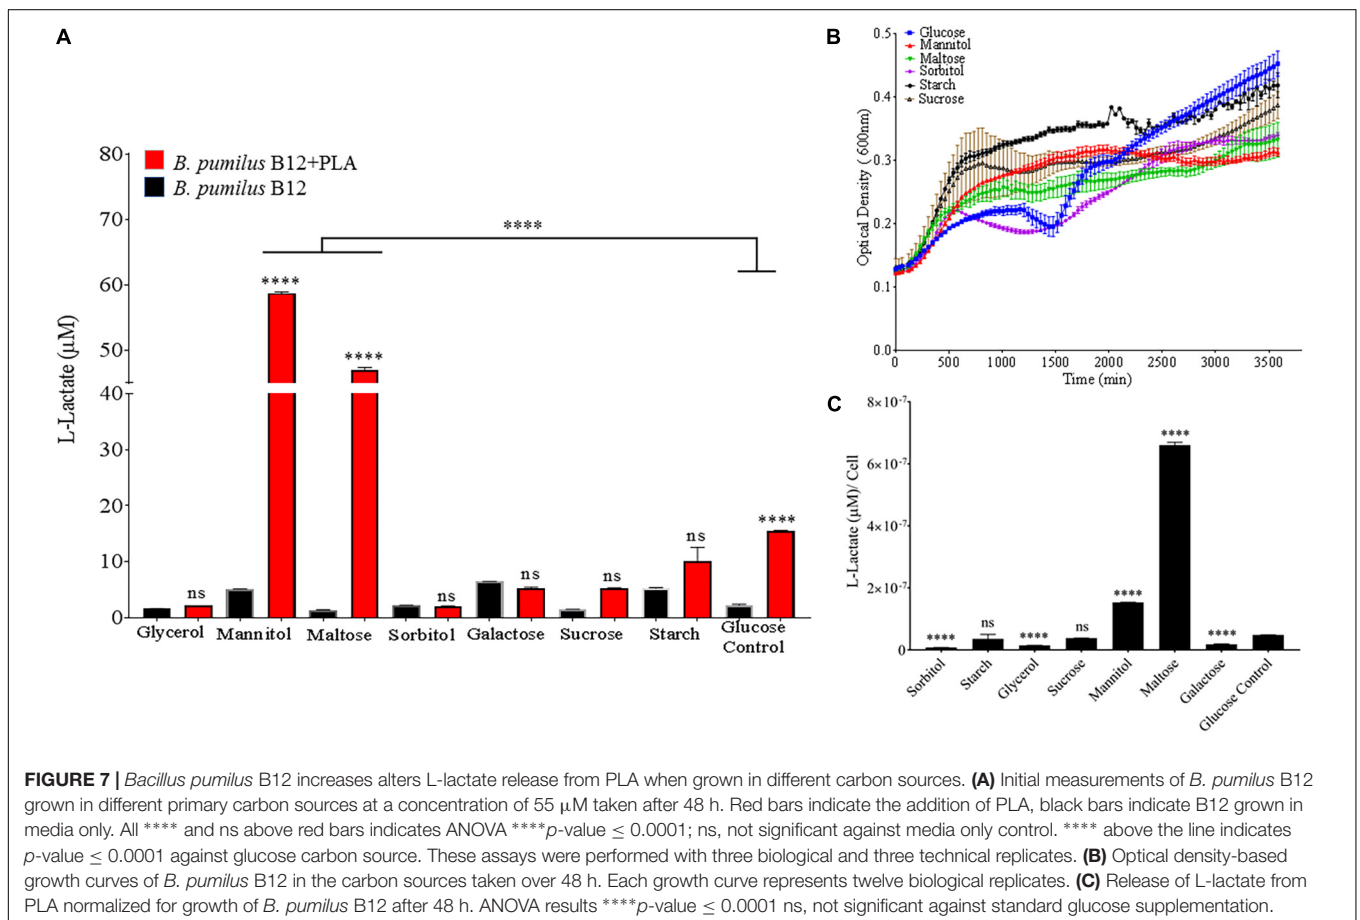 A
80
70
60
50
40
30
20
10
0
L-Lactate (μM)
B. pumilus B12+PLA
B. pumilus B12
****
****
****
ns
ns
ns
ns
ns
****
Glycerol Mannitol Maltose Sorbitol Galactose Sucrose Starch Glucose
Control
B
0.5
0.4
0.3
0.2
0.1
0.0
Optical Density ( 600nm)
Glucose
Mannitol
Maltose
Sorbitol
Starch
Sucrose
0 500 1000 1500 2000 2500 3000 3500
Time (min)
C
8×10-7
6×10-7
4×10-7
2×10-7
0
L-Lactate (μM)/ Cell
**** ns **** ns **** **** ****
Sorbitol Starch Glycerol Sucrose Mannitol Maltose Galactose Glucose Control
FIGURE 7 | Bacillus pumilus B12 increases alters L-lactate release from PLA when grown in different carbon sources. (A) Initial measurements of B. pumilus B12
grown in different primary carbon sources at a concentration of 55 μM taken after 48 h. Red bars indicate the addition of PLA, black bars indicate B12 grown in
media only. All **** and ns above red bars indicates ANOVA ****p-value ≤ 0.0001; ns, not significant against media only control. **** above the line indicates
p-value ≤ 0.0001 against glucose carbon source. These assays were performed with three biological and three technical replicates. (B) Optical density-based
growth curves of B. pumilus B12 in the carbon sources taken over 48 h. Each growth curve represents twelve biological replicates. (C) Release of L-lactate from
PLA normalized for growth of B. pumilus B12 after 48 h. ANOVA results ****p-value ≤ 0.0001 ns, not significant against standard glucose supplementation.